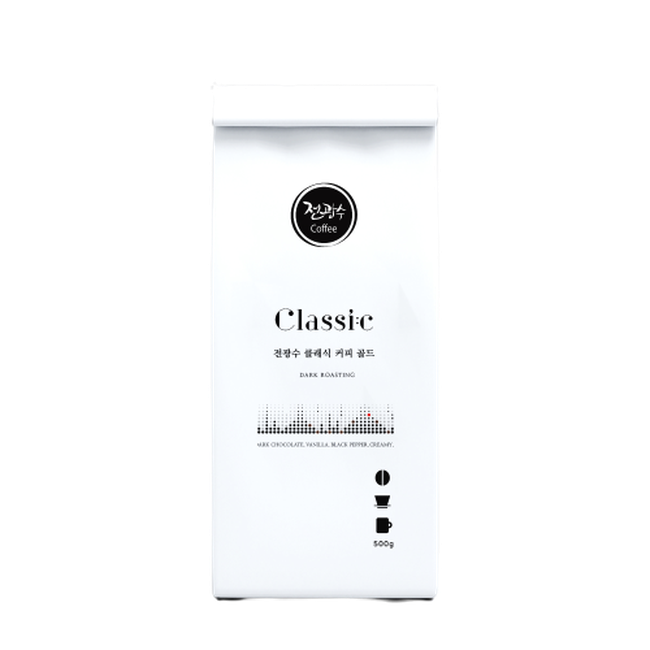 전광수
Coffee
Classic
전광수 클래식 커피 골드
DARK ROASTING
ARK CHOCOLATE, VANILLA, BLACK PEPPER, CREAMY,
500g